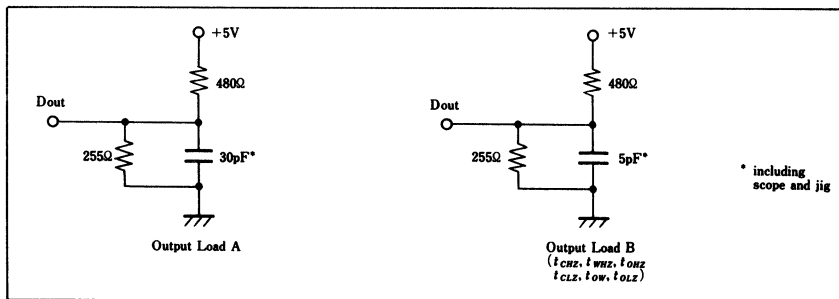 +5V
480Ω
Dout
255Ω
30pF*
Output Load A
+5V
480Ω
Dout
255Ω
5pF*
Output Load B
(tCHZ, tWHZ, tOHZ
tCLZ, tOW, tOLZ)
* including
scope and jig